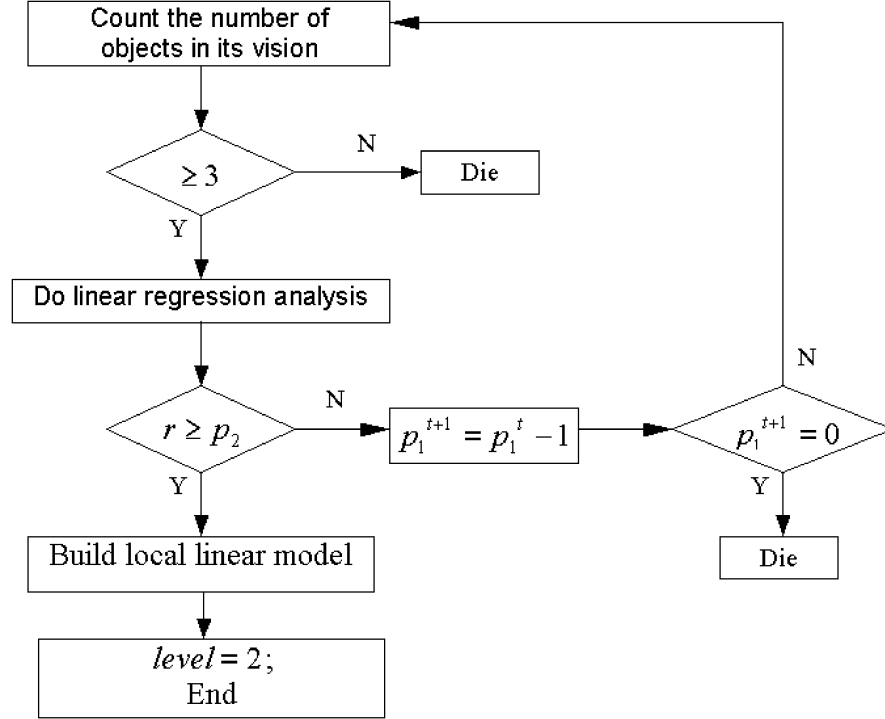 Count the number of
objects in its vision
N
≥ 3
Die
Y
Do linear regression analysis
N
N
r ≥ p₂
p₁ᵗ⁺¹ = p₁ᵗ −1
p₁ᵗ⁺¹ = 0
Y
Y
Build local linear model
Die
level = 2;
End